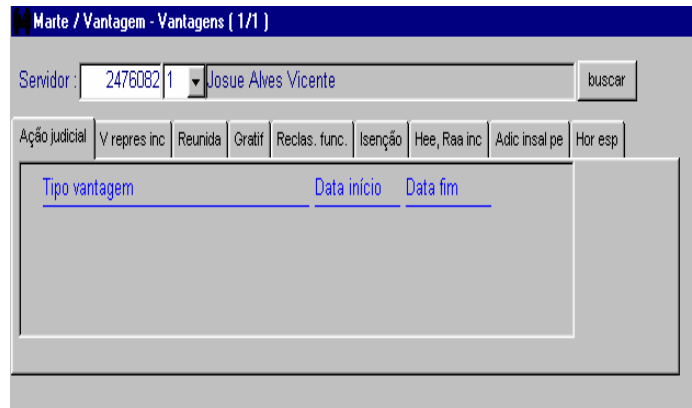 Marte / Vantagem - Vantagens ( 1/1 )
Servidor : 2476082 1 Josue Alves Vicente buscar
Ação judicial V repres inc Reunida Gratif Reclas. func. Isenção Hee, Raa inc Adic insal pe Hor esp
Tipo vantagem Data início Data fim